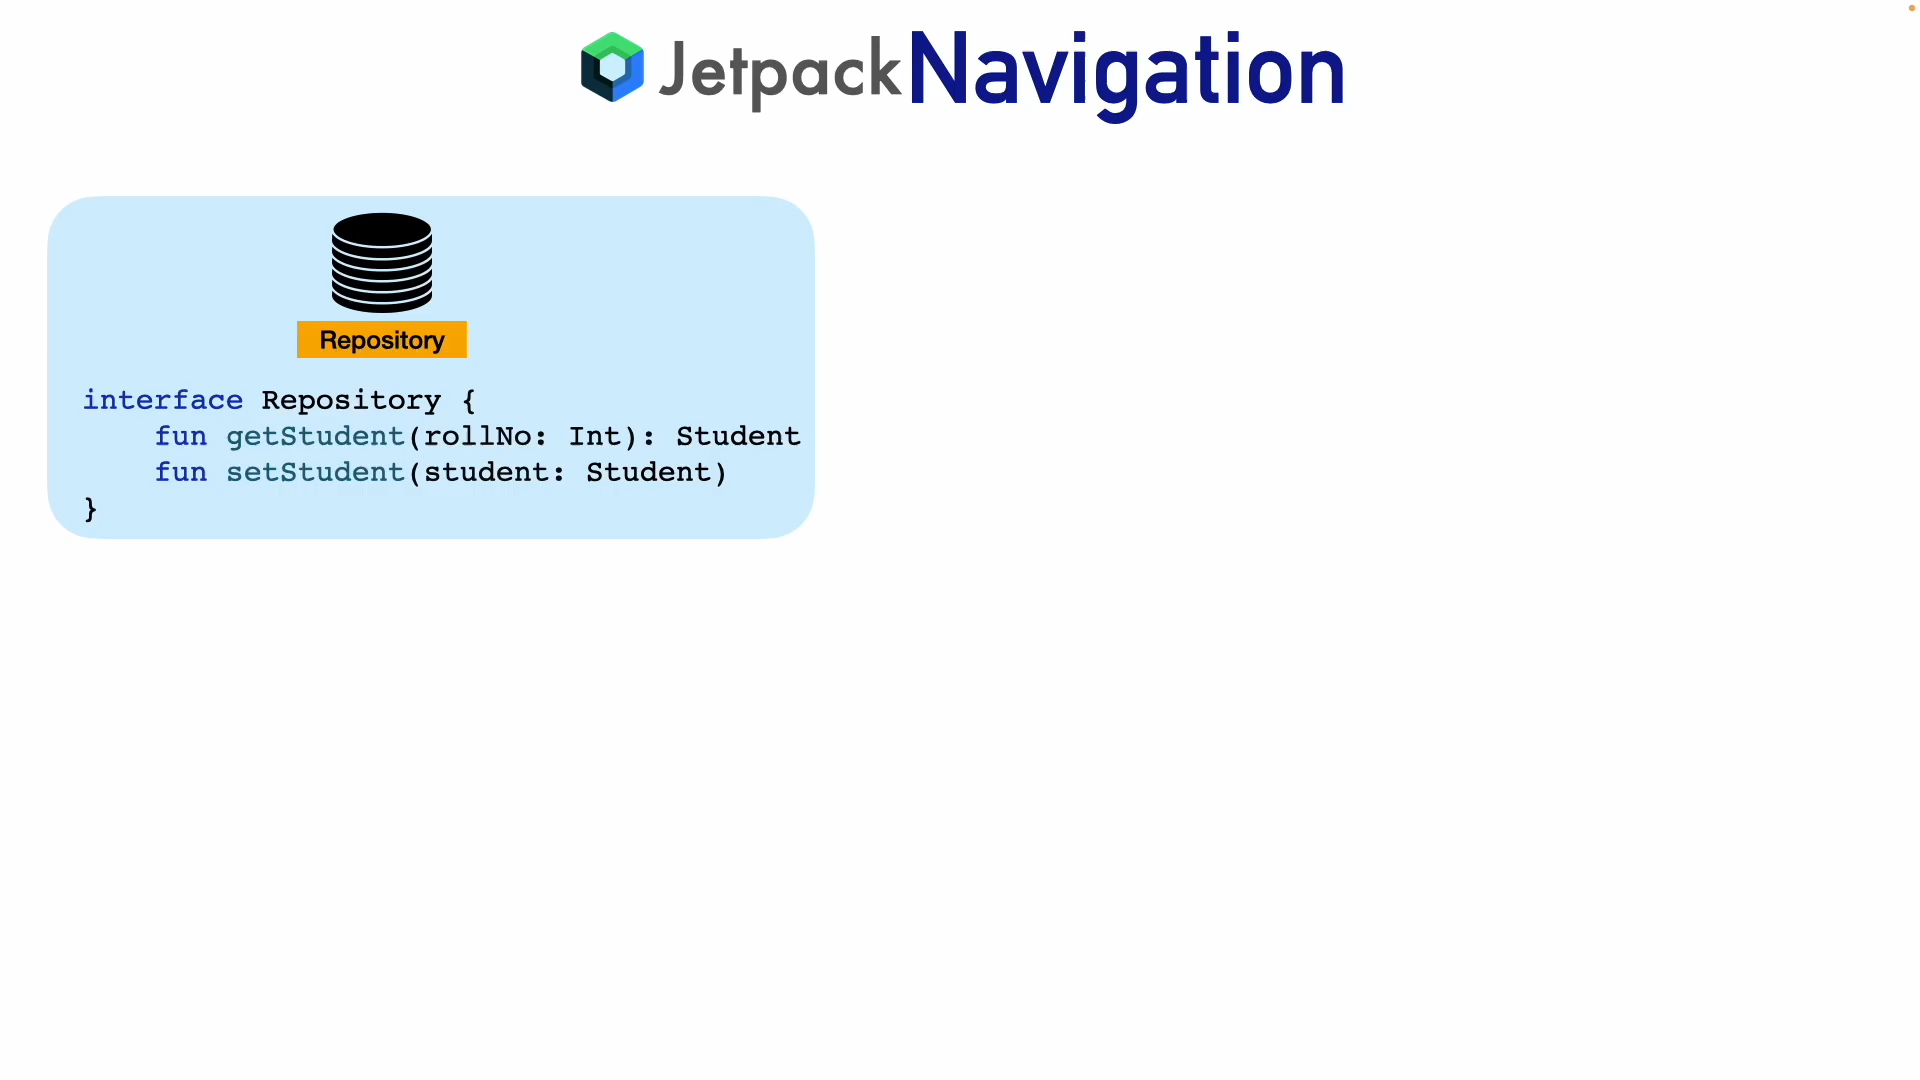 Jetpack Navigation
Repository
interface Repository {
    fun getStudent(rollNo: Int): Student
    fun setStudent(student: Student)
}